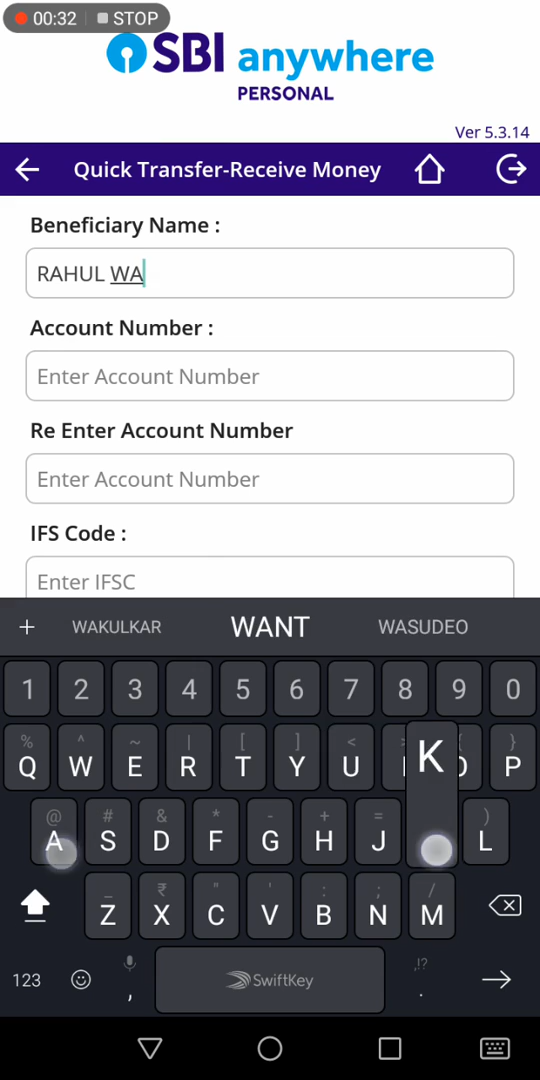 00:32 STOP
SBI anywhere
PERSONAL
Ver 5.3.14
Quick Transfer-Receive Money
Beneficiary Name :
RAHUL WA
Account Number :
Enter Account Number
Re Enter Account Number
Enter Account Number
IFS Code :
Enter IFSC
+ WAKULKAR WANT WASUDEO
1 2 3 4 5 6 7 8 9 0
% ^ ~ | [ ] < }
Q W E R T Y U P
K
@ # & * - + = )
A S D F G H J L
_ ₹ " ' : ; /
Z X C V B N M
,!?
123 , SwiftKey .